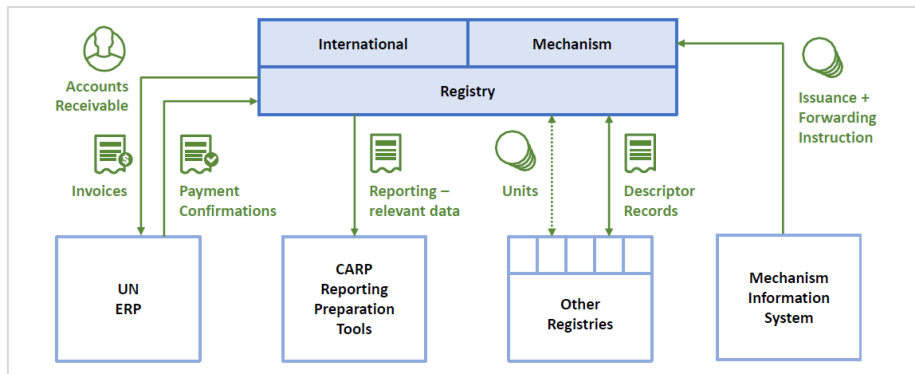 International
Mechanism
Registry
Accounts
Receivable
Issuance +
Forwarding
Instruction
$
Invoices
Payment
Confirmations
Reporting –
relevant data
Units
Descriptor
Records
UN
ERP
CARP
Reporting
Preparation
Tools
Other
Registries
Mechanism
Information
System